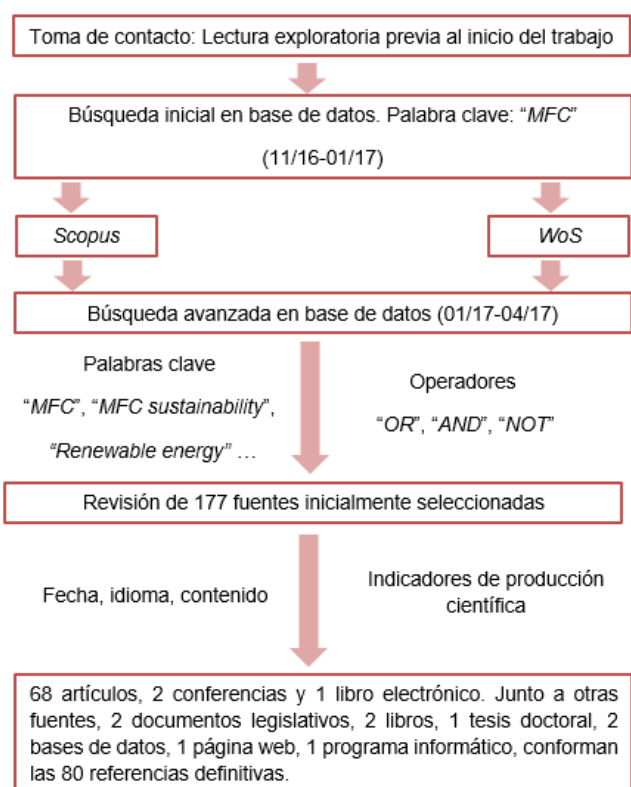 Toma de contacto: Lectura exploratoria previa al inicio del trabajo
Búsqueda inicial en base de datos. Palabra clave: “MFC”
(11/16-01/17)
Scopus
WoS
Búsqueda avanzada en base de datos (01/17-04/17)
Palabras clave
“MFC”, “MFC sustainability”,
“Renewable energy” …
Operadores
“OR”, “AND”, “NOT”
Revisión de 177 fuentes inicialmente seleccionadas
Fecha, idioma, contenido
Indicadores de producción
científica
68 artículos, 2 conferencias y 1 libro electrónico. Junto a otras
fuentes, 2 documentos legislativos, 2 libros, 1 tesis doctoral, 2
bases de datos, 1 página web, 1 programa informático, conforman
las 80 referencias definitivas.